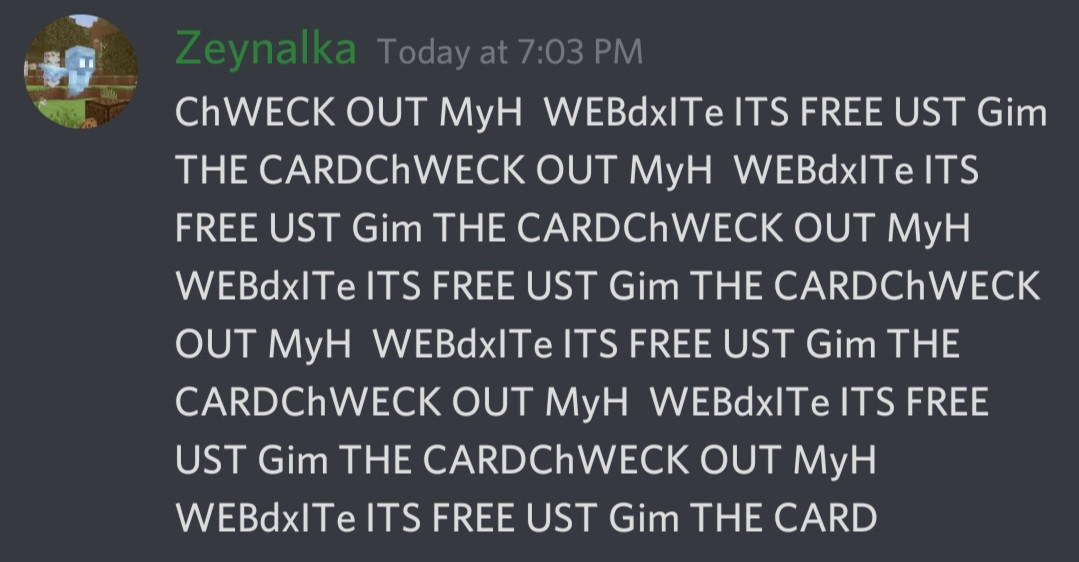 Zeynalka Today at 7:03 PM
ChWECK OUT MyH  WEBdxITe ITS FREE UST Gim
THE CARDChWECK OUT MyH  WEBdxITe ITS
FREE UST Gim THE CARDChWECK OUT MyH
WEBdxITe ITS FREE UST Gim THE CARDChWECK
OUT MyH  WEBdxITe ITS FREE UST Gim THE
CARDChWECK OUT MyH  WEBdxITe ITS FREE
UST Gim THE CARDChWECK OUT MyH
WEBdxITe ITS FREE UST Gim THE CARD